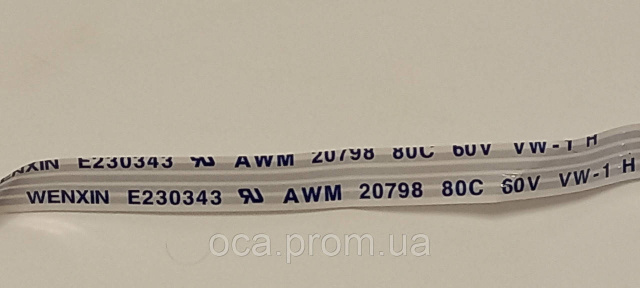 WENXIN E230343 AWM 20798 80C 60V VW-1 H
WENXIN E230343 AWM 20798 80C 60V VW-1 H
oca.prom.ua